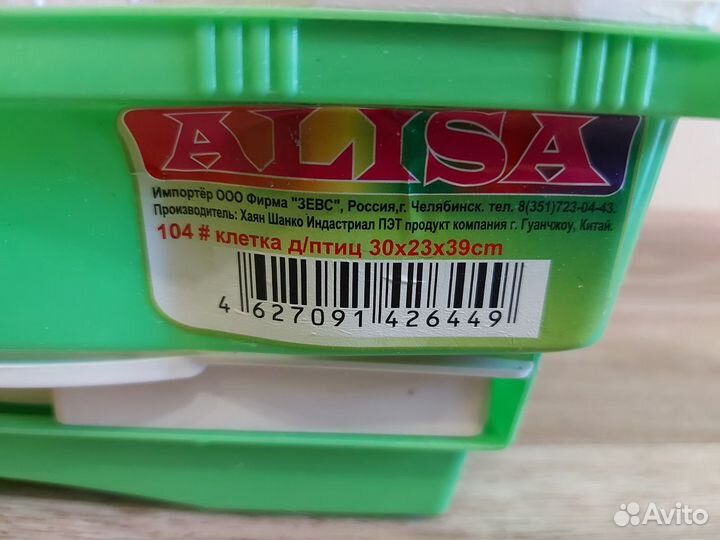 ALISA
Импортёр ООО Фирма "ЗЕВС", Россия,г. Челябинск. тел. 8(351)723-04-43.
Производитель: Хаян Шанко Индастриал ПЭТ продукт компания г. Гуанчжоу, Китай.
104 # клетка д/птиц 30x23x39cm
4 627091 426449
Avito